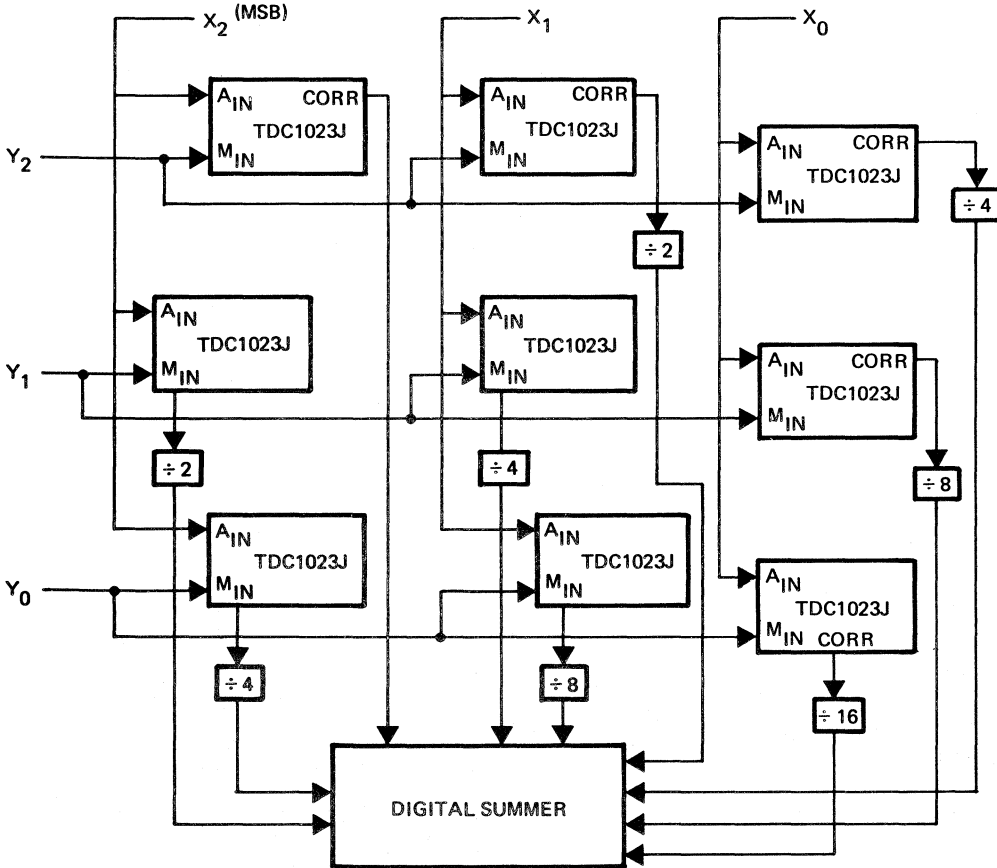 X2 (MSB)
X1
X0
AIN CORR
TDC1023J
MIN
AIN CORR
TDC1023J
MIN
Y2
AIN CORR
TDC1023J
MIN
÷ 4
÷ 2
AIN
TDC1023J
MIN
AIN
TDC1023J
MIN
Y1
AIN CORR
TDC1023J
MIN
÷ 2
÷ 4
÷ 8
AIN
TDC1023J
MIN
AIN
TDC1023J
MIN
Y0
AIN
TDC1023J
MIN CORR
÷ 4
÷ 8
÷ 16
DIGITAL SUMMER